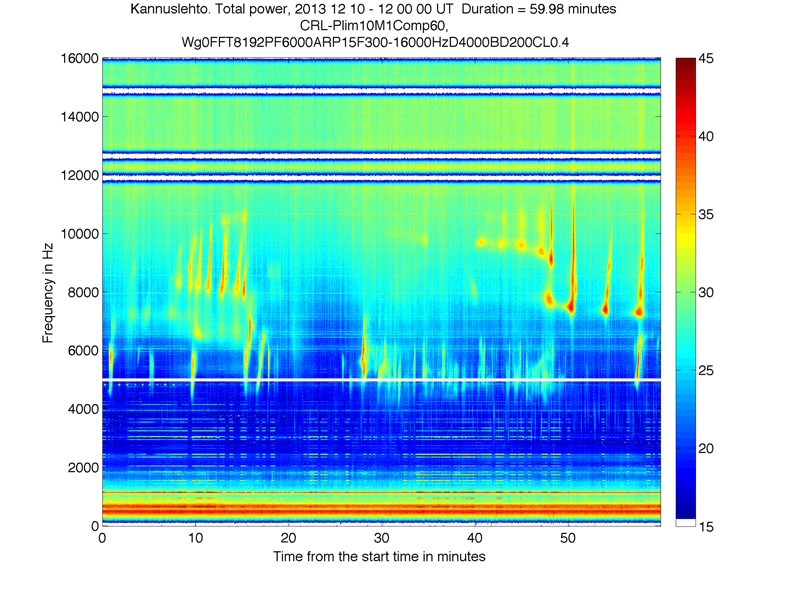 Kannuslehto. Total power, 2013 12 10 - 12 00 00 UT  Duration = 59.98 minutes
CRL-Plim10M1Comp60,
Wg0FFT8192PF6000ARP15F300-16000HzD4000BD200CL0.4
16000
14000
12000
10000
8000
6000
4000
2000
0
Frequency in Hz
0 10 20 30 40 50
Time from the start time in minutes
45
40
35
30
25
20
15